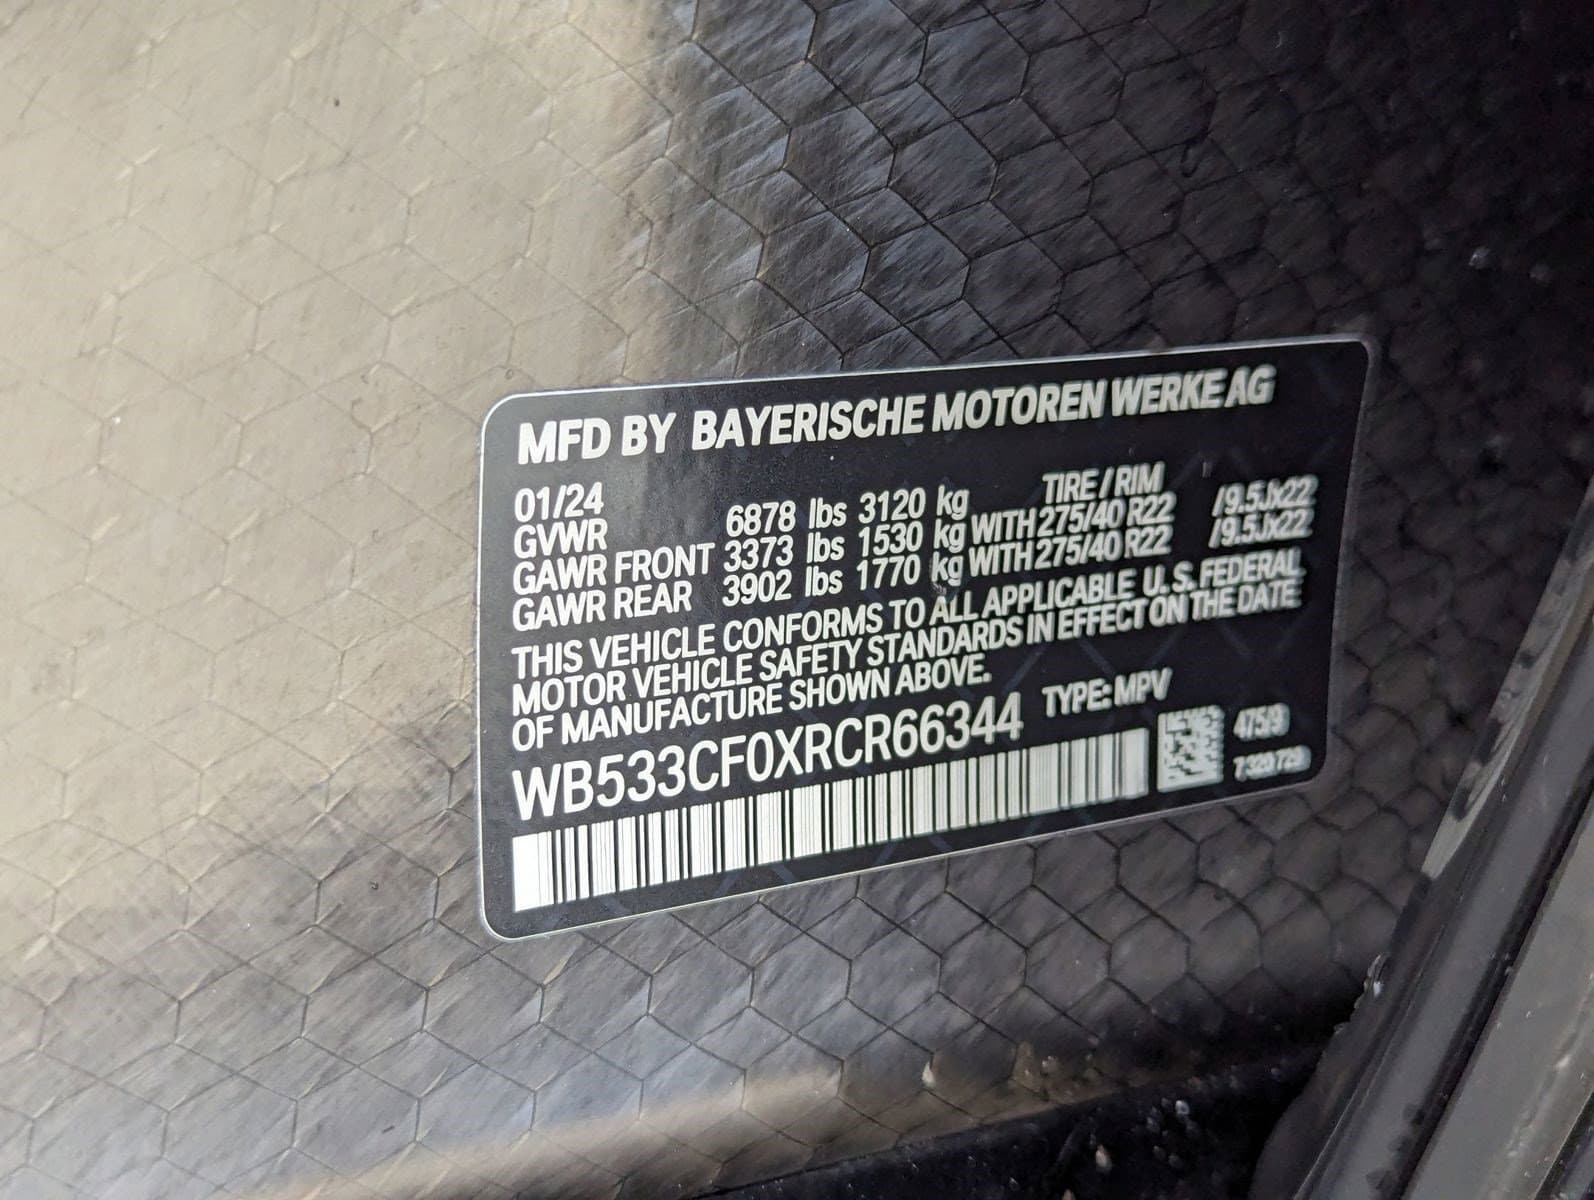 MFD BY BAYERISCHE MOTOREN WERKE AG
01/24 TIRE / RIM
GVWR 6878 lbs 3120 kg
GAWR FRONT 3373 lbs 1530 kg WITH 275/40 R22 /9.5Jx22
GAWR REAR 3902 lbs 1770 kg WITH 275/40 R22 /9.5Jx22
THIS VEHICLE CONFORMS TO ALL APPLICABLE U.S. FEDERAL
MOTOR VEHICLE SAFETY STANDARDS IN EFFECT ON THE DATE
OF MANUFACTURE SHOWN ABOVE.
WB533CF0XRCR66344 TYPE: MPV